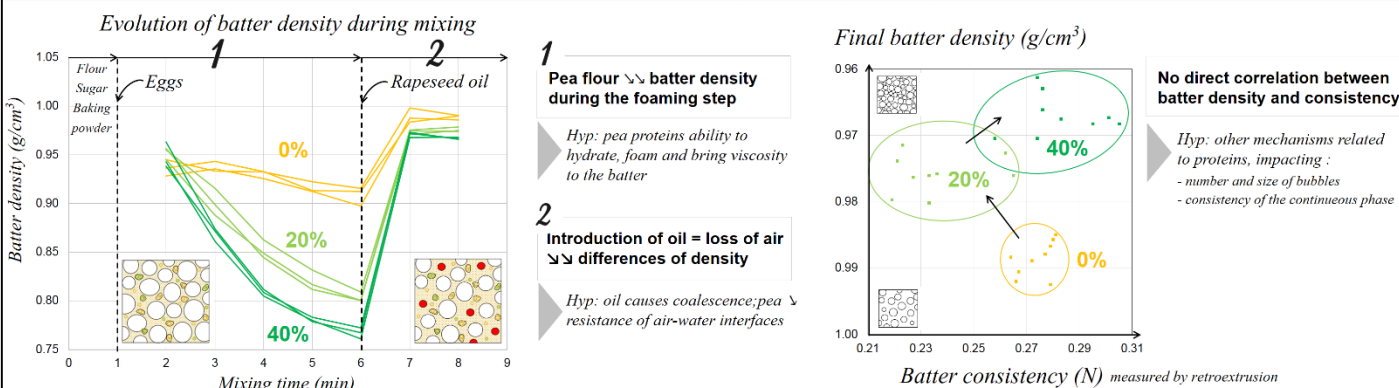 Evolution of batter density during mixing
1
2
Batter density (g/cm³)
1.05
1.00
0.95
0.90
0.85
0.80
0.75
Flour
Sugar
Baking
powder
Eggs
Rapeseed oil
0%
20%
40%
0 1 2 3 4 5 6 7 8 9
Mixing time (min)
1
Pea flour ↘↘ batter density
during the foaming step
Hyp: pea proteins ability to
hydrate, foam and bring viscosity
to the batter
2
Introduction of oil = loss of air
↘↘ differences of density
Hyp: oil causes coalescence;pea ↘
resistance of air-water interfaces
Final batter density (g/cm³)
0.96
0.97
0.98
0.99
1.00
40%
20%
0%
0.21 0.23 0.25 0.27 0.29 0.31
Batter consistency (N) measured by retroextrusion
No direct correlation between
batter density and consistency
Hyp: other mechanisms related
to proteins, impacting :
- number and size of bubbles
- consistency of the continueous phase